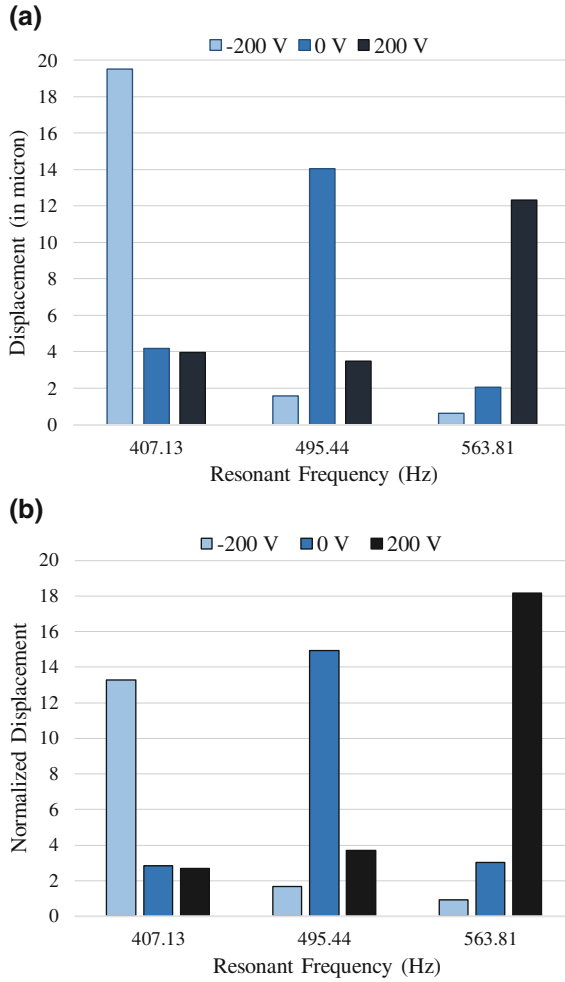 (a)
-200 V 0 V 200 V
20
18
16
14
12
10
8
6
4
2
0
Displacement (in micron)
407.13 495.44 563.81
Resonant Frequency (Hz)
(b)
-200 V 0 V 200 V
20
18
16
14
12
10
8
6
4
2
0
Normalized Displacement
407.13 495.44 563.81
Resonant Frequency (Hz)